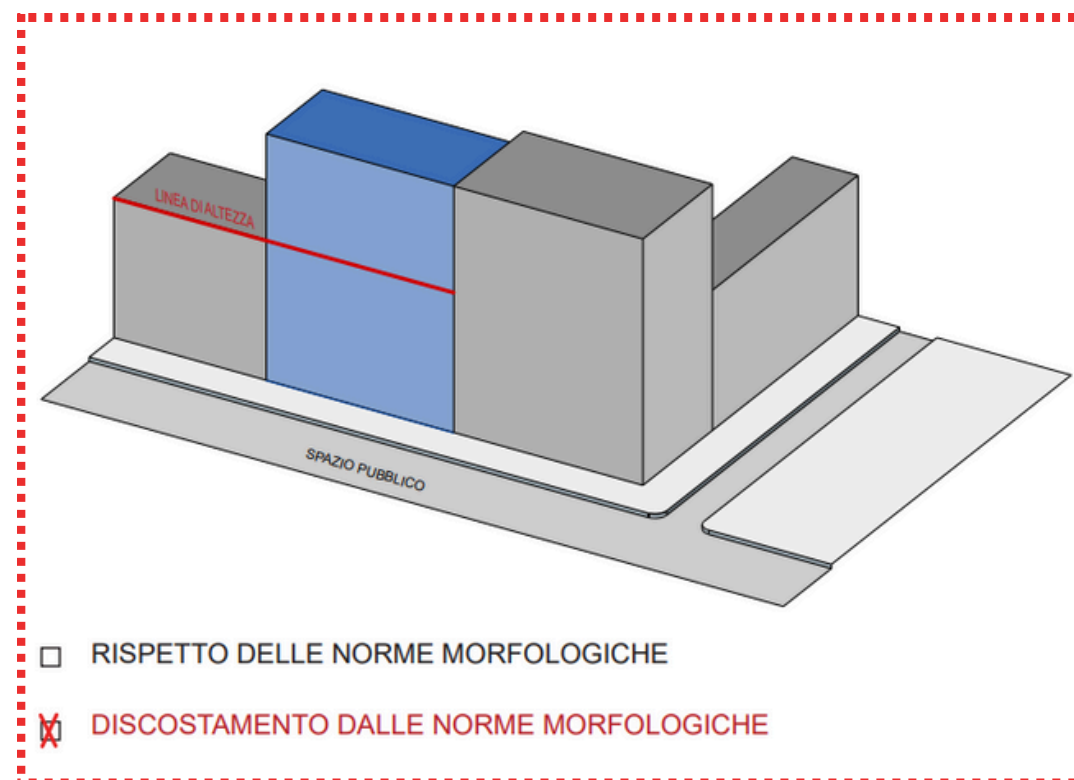 LINEA DI ALTEZZA
SPAZIO PUBBLICO
RISPETTO DELLE NORME MORFOLOGICHE
DISCOSTAMENTO DALLE NORME MORFOLOGICHE